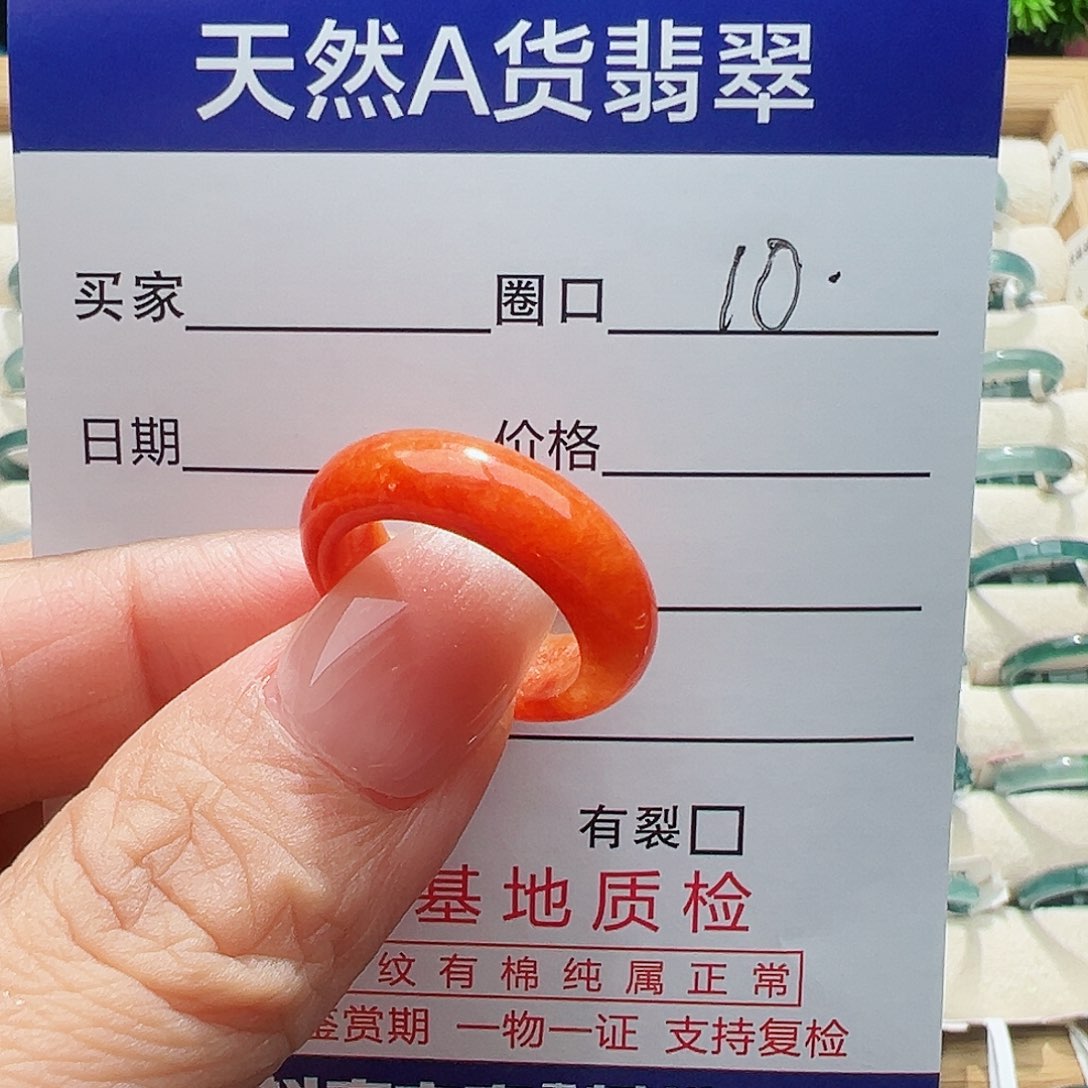 天然A货翡翠
买家 圈口 10.
日期 价格
有裂
基地质检
纹有棉纯属正常
鉴赏期 一物一证 支持复检